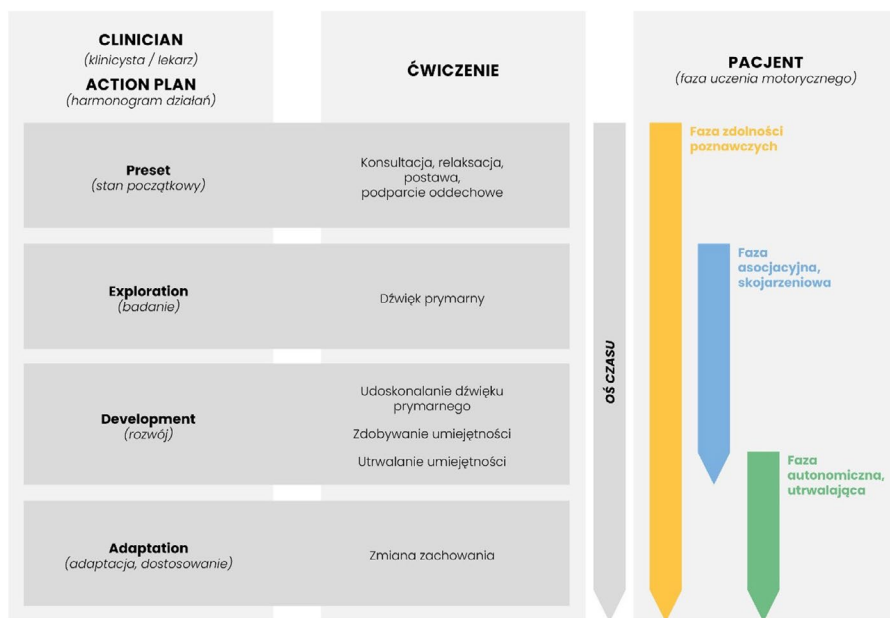 CLINICIAN
(klinicysta / lekarz)
ACTION PLAN
(harmonogram działań)
ĆWICZENIE
PACJENT
(faza uczenia motorycznego)
Preset
(stan początkowy)
Konsultacja, relaksacja,
postawa,
podparcie oddechowe
Exploration
(badanie)
Dźwięk prymarny
Development
(rozwój)
Udoskonalanie dźwięku
prymarnego
Zdobywanie umiejętności
Utrwalanie umiejętności
Adaptation
(adaptacja, dostosowanie)
Zmiana zachowania
OŚ CZASU
Faza zdolności
poznawczych
Faza
asocjacyjna,
skojarzeniowa
Faza
autonomiczna,
utrwalająca